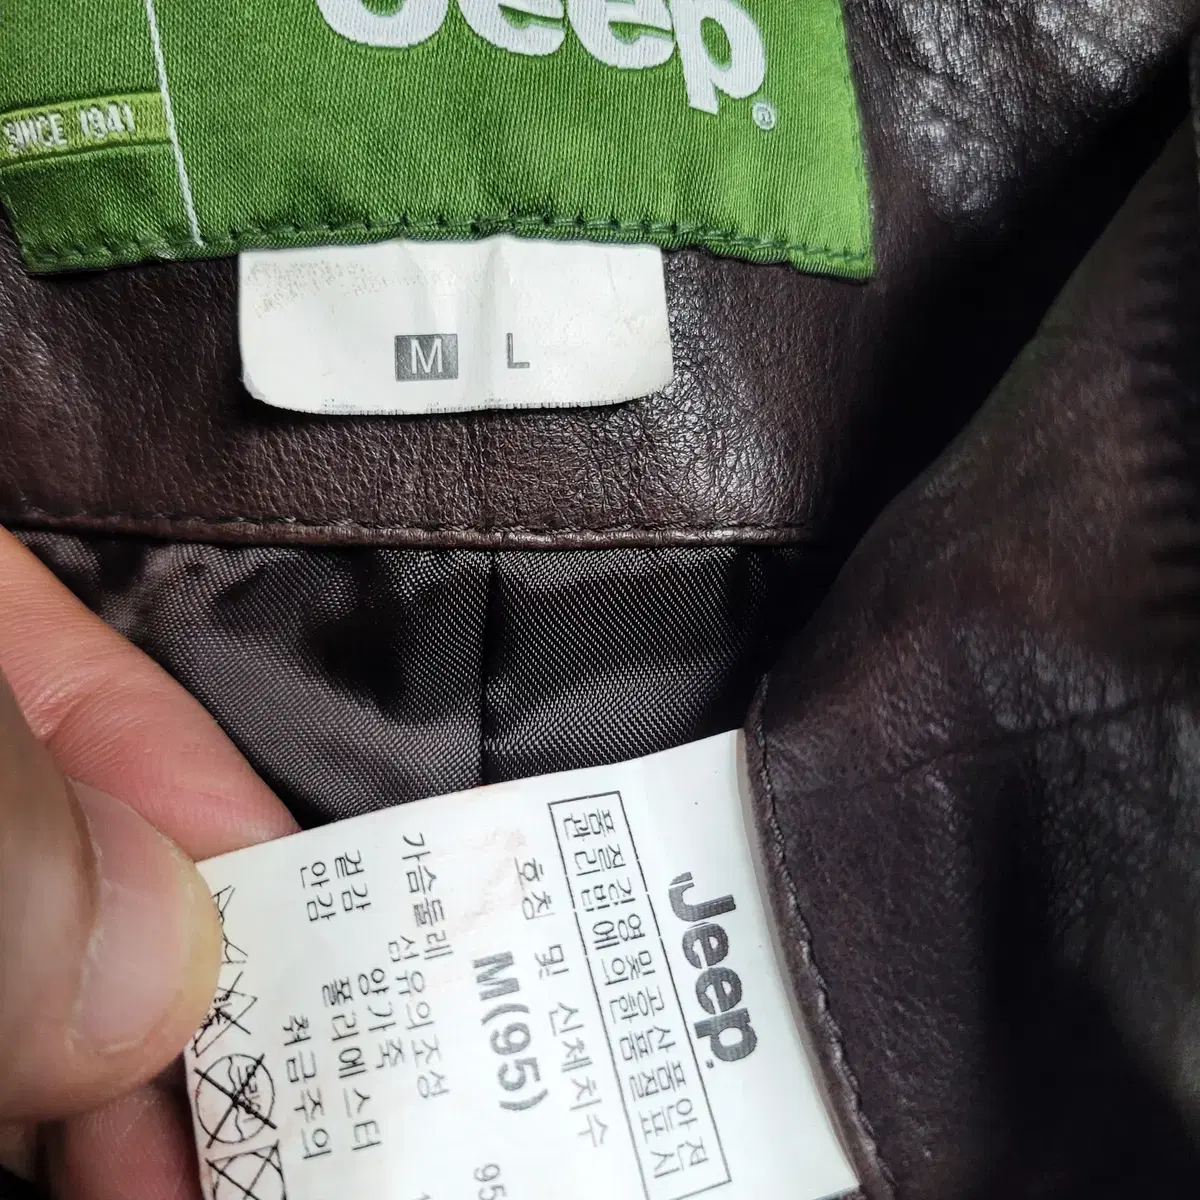 Jeep®
SINCE 1941
M L
Jeep
품질경영 및 공산품안전
관리법에 의한 품질표시
호칭 및 신체치수
M(95)
95
섬유의조성
가슴둘레
겉감 양가죽
안감 폴리에스터
취급주의